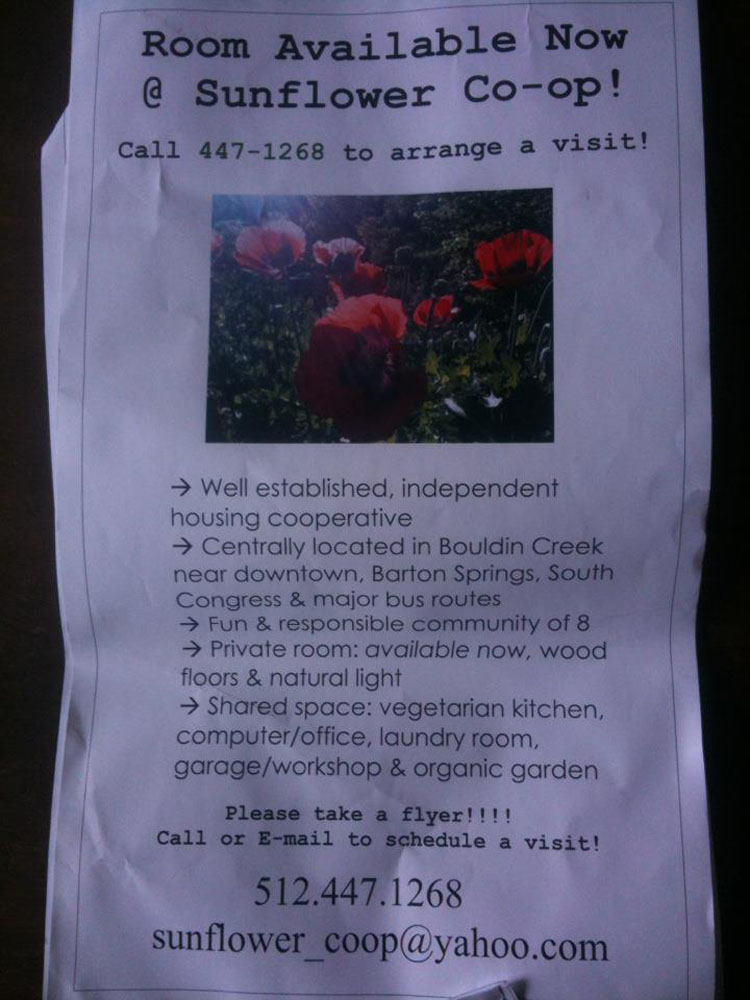 Room Available Now
@ Sunflower Co-op!
Call 447-1268 to arrange a visit!
→ Well established, independent
housing cooperative
→ Centrally located in Bouldin Creek
near downtown, Barton Springs, South
Congress & major bus routes
→ Fun & responsible community of 8
→ Private room: available now, wood
floors & natural light
→ Shared space: vegetarian kitchen,
computer/office, laundry room,
garage/workshop & organic garden
Please take a flyer!!!!
Call or E-mail to schedule a visit!
512.447.1268
sunflower_coop@yahoo.com